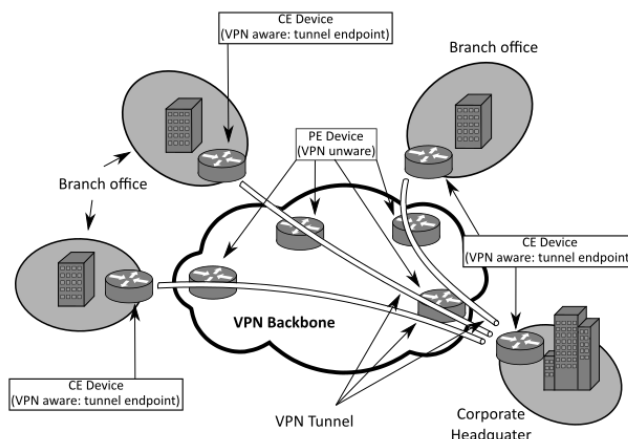 CE Device
(VPN aware: tunnel endpoint)
Branch office
PE Device
(VPN unware)
Branch office
CE Device
(VPN aware: tunnel endpoint
VPN Backbone
CE Device
(VPN aware: tunnel endpoint)
VPN Tunnel
Corporate
Headquater